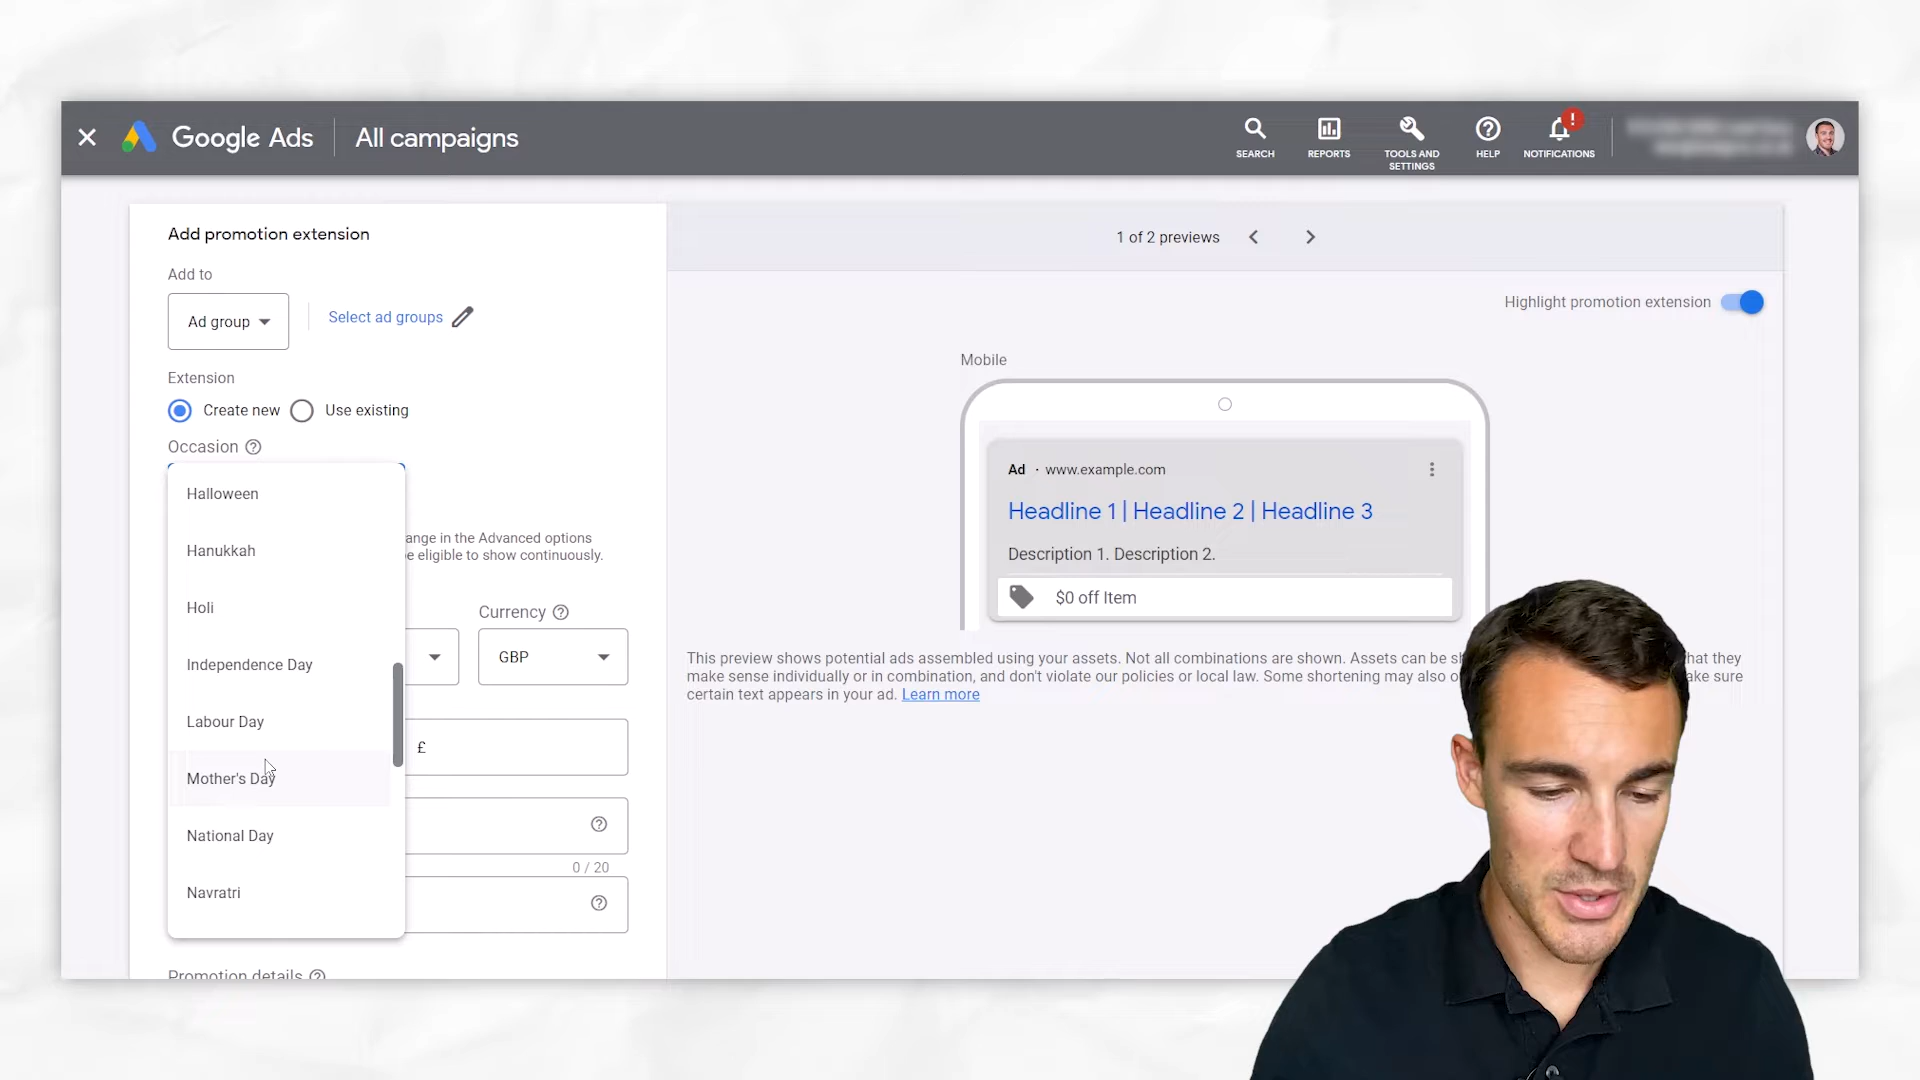 Google Ads
All campaigns
SEARCH
REPORTS
TOOLS AND
SETTINGS
HELP
!
NOTIFICATIONS
Add promotion extension
Add to
Ad group
Select ad groups
Extension
Create new
Use existing
Occasion
Halloween
Hanukkah
Holi
Independence Day
Labour Day
Mother's Day
National Day
Navratri
ange in the Advanced options
e eligible to show continuously.
Currency
GBP
£
0 / 20
Promotion details
1 of 2 previews
Highlight promotion extension
Mobile
Ad · www.example.com
Headline 1 | Headline 2 | Headline 3
Description 1. Description 2.
$0 off Item
This preview shows potential ads assembled using your assets. Not all combinations are shown. Assets can be hat they
make sense individually or in combination, and don't violate our policies or local law. Some shortening may also ake sure
certain text appears in your ad. Learn more